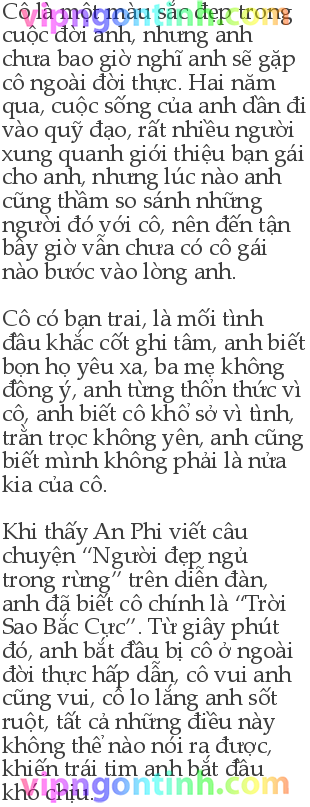 Cô là một màu sắc đẹp trong
cuộc đời anh, nhưng anh
chưa bao giờ nghĩ anh sẽ gặp
cô ngoài đời thực. Hai năm
qua, cuộc sống của anh dần đi
vào quỹ đạo, rất nhiều người
xung quanh giới thiệu bạn gái
cho anh, nhưng lúc nào anh
cũng thầm so sánh những
người đó với cô, nên đến tận
bây giờ vẫn chưa có cô gái
nào bước vào lòng anh.
Cô có bạn trai, là mối tình
đầu khắc cốt ghi tâm, anh biết
bọn họ yêu xa, ba mẹ không
đồng ý, anh từng thổn thức vì
cô, anh biết cô khổ sở vì tình,
trằn trọc không yên, anh cũng
biết mình không phải là nửa
kia của cô.
Khi thấy An Phi viết câu
chuyện “Người đẹp ngủ
trong rừng” trên diễn đàn,
anh đã biết cô chính là “Trời
Sao Bắc Cực”. Từ giây phút
đó, anh bắt đầu bị cô ở ngoài
đời thực hấp dẫn, cô vui anh
cũng vui, cô lo lắng anh sốt
ruột, tất cả những điều này
không thể nào nói ra được,
khiến trái tim anh bắt đầu
khó chịu.
vipngontinh.com
vipngontinh.com